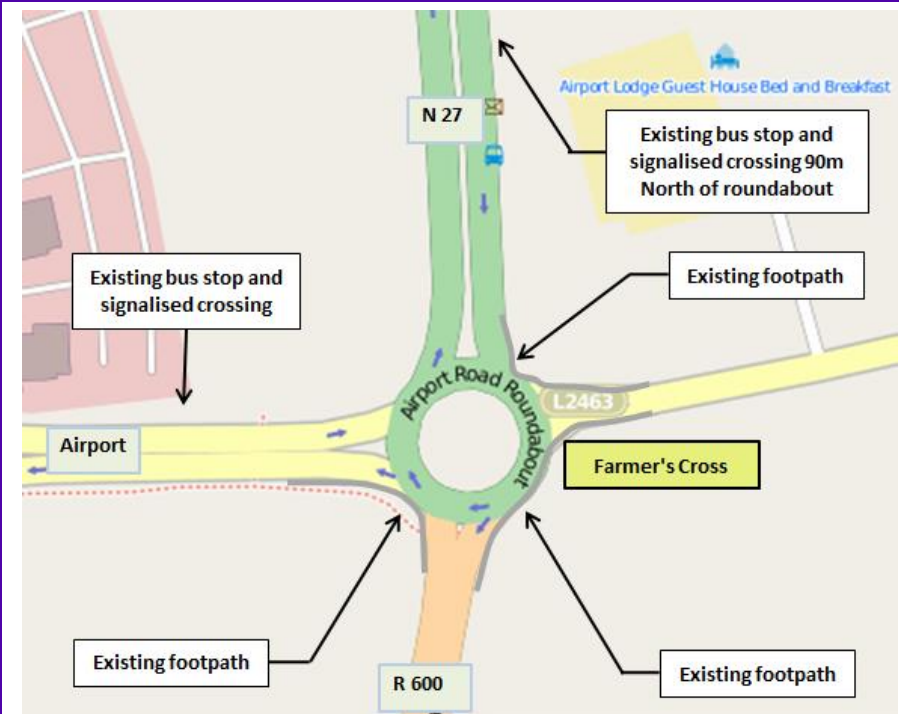 N 27
Airport Lodge Guest House Bed and Breakfast
Existing bus stop and
signalised crossing 90m
North of roundabout
Existing bus stop and
signalised crossing
Existing footpath
Airport Road Roundabout
L2463
Airport
Farmer's Cross
Existing footpath
Existing footpath
R 600